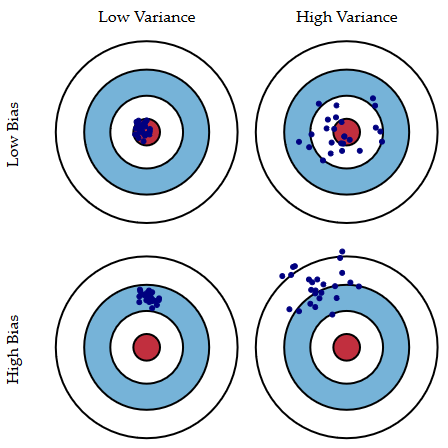 Low Variance
High Variance
Low Bias
High Bias